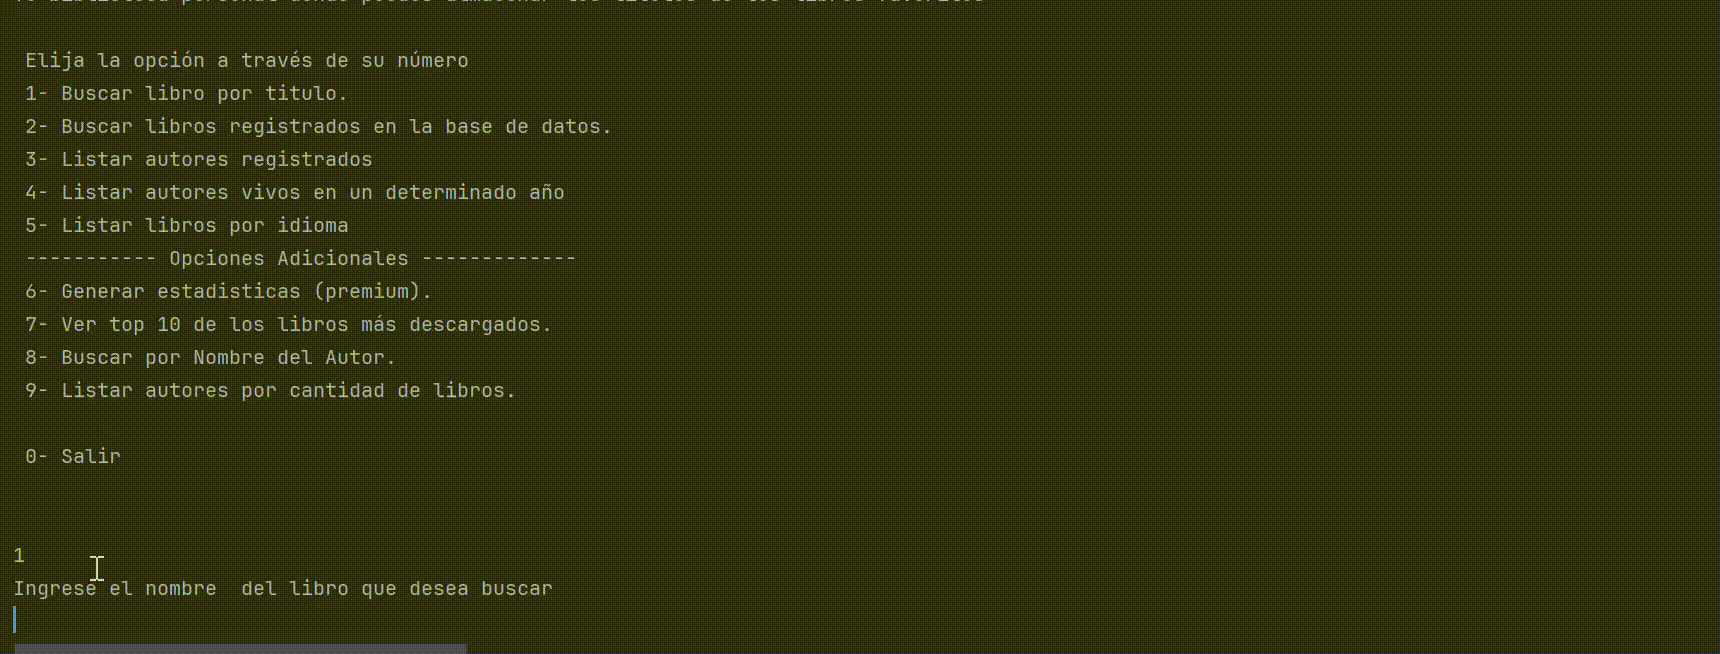 Elija la opción a través de su número
1- Buscar libro por titulo.
2- Buscar libros registrados en la base de datos.
3- Listar autores registrados
4- Listar autores vivos en un determinado año
5- Listar libros por idioma
----------- Opciones Adicionales -------------
6- Generar estadisticas (premium).
7- Ver top 10 de los libros más descargados.
8- Buscar por Nombre del Autor.
9- Listar autores por cantidad de libros.
0- Salir
1
Ingrese el nombre  del libro que desea buscar